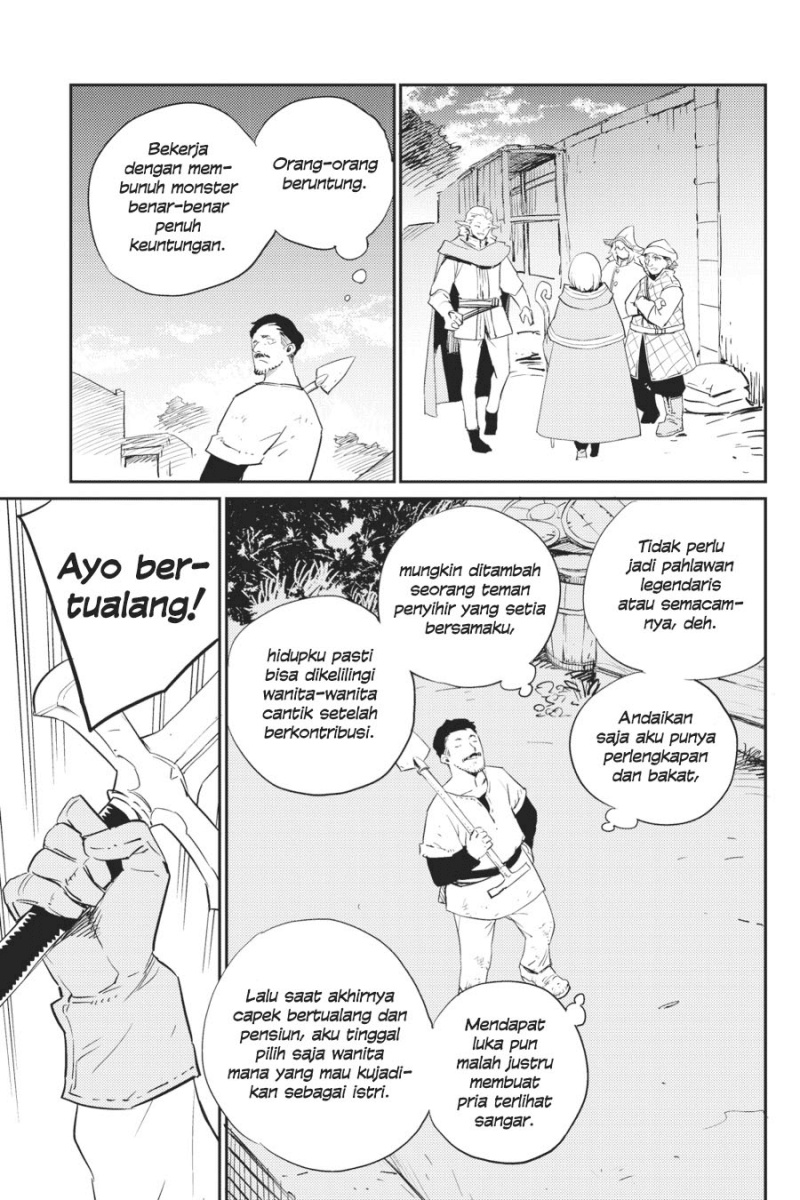 Orang-orang
beruntung.
Bekerja
dengan mem-
bunuh monster
benar-benar
penuh
keuntungan.
Tidak perlu
jadi pahlawan
legendaris
atau semacam-
nya, deh.
Andaikan
saja aku punya
perlengkapan
dan bakat,
mungkin ditambah
seorang teman
penyihir yang setia
bersamaku,
hidupku pasti
bisa dikelilingi
wanita-wanita
cantik setelah
berkontribusi.
Mendapat
luka pun
malah justru
membuat
pria terlihat
sangar.
Lalu saat akhirnya
capek bertualang dan
pensiun, aku tinggal
pilih saja wanita
mana yang mau kujadi-
kan sebagai istri.
Ayo ber-
tualang!